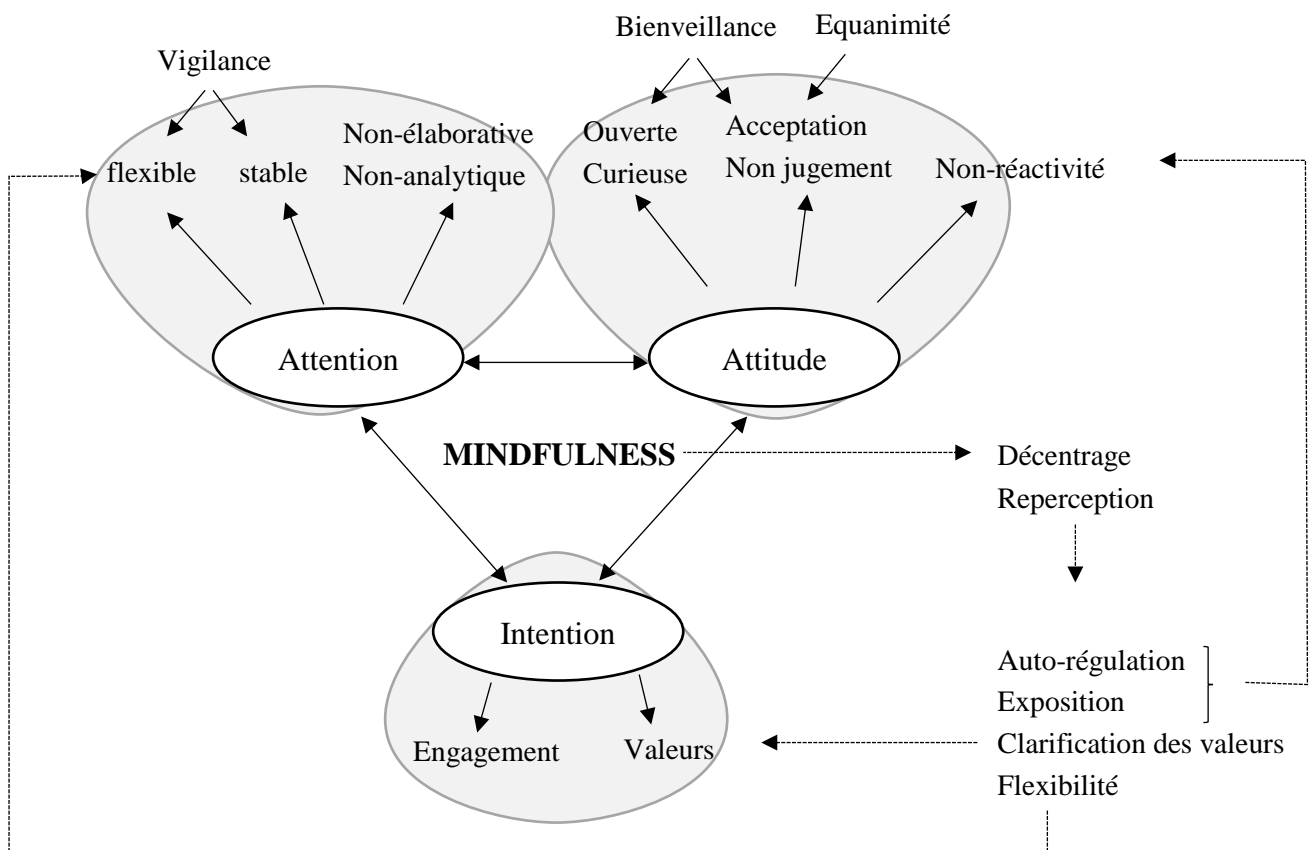 Bienveillance
Equanimité
Vigilance
Non-élaborative
Non-analytique
flexible
stable
Ouverte
Curieuse
Acceptation
Non jugement
Non-réactivité
Attention
Attitude
MINDFULNESS
Décentrage
Reperception
Intention
Engagement
Valeurs
Auto-régulation
Exposition
Clarification des valeurs
Flexibilité